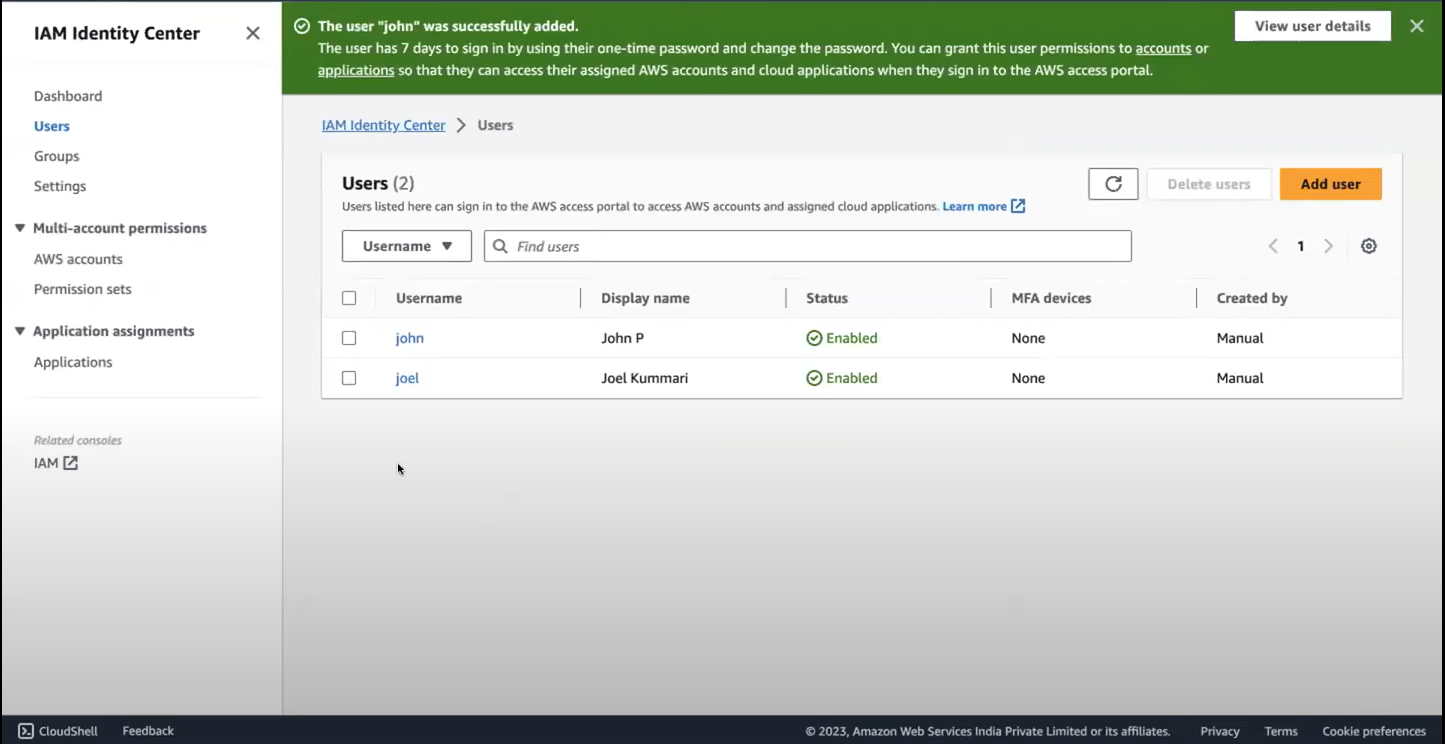 IAM Identity Center
Dashboard
Users
Groups
Settings
Multi-account permissions
AWS accounts
Permission sets
Application assignments
Applications
Related consoles
IAM
The user "john" was successfully added.
The user has 7 days to sign in by using their one-time password and change the password. You can grant this user permissions to accounts or
applications so that they can access their assigned AWS accounts and cloud applications when they sign in to the AWS access portal.
View user details
IAM Identity Center > Users
Users (2)
Users listed here can sign in to the AWS access portal to access AWS accounts and assigned cloud applications. Learn more
Delete users
Add user
Username
Find users
1
Username Display name Status MFA devices Created by
john John P Enabled None Manual
joel Joel Kummari Enabled None Manual
CloudShell Feedback © 2023, Amazon Web Services India Private Limited or its affiliates. Privacy Terms Cookie preferences